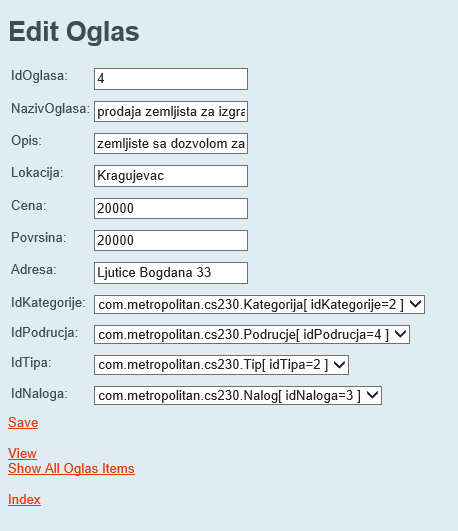 Edit Oglas
IdOglasa: 4
NazivOglasa: prodaja zemljista za izgra
Opis: zemljiste sa dozvolom za
Lokacija: Kragujevac
Cena: 20000
Povrsina: 20000
Adresa: Ljutice Bogdana 33
IdKategorije: com.metropolitan.cs230.Kategorija[ idKategorije=2 ]
IdPodrucja: com.metropolitan.cs230.Podrucje[ idPodrucja=4 ]
IdTipa: com.metropolitan.cs230.Tip[ idTipa=2 ]
IdNaloga: com.metropolitan.cs230.Nalog[ idNaloga=3 ]
Save
View
Show All Oglas Items
Index